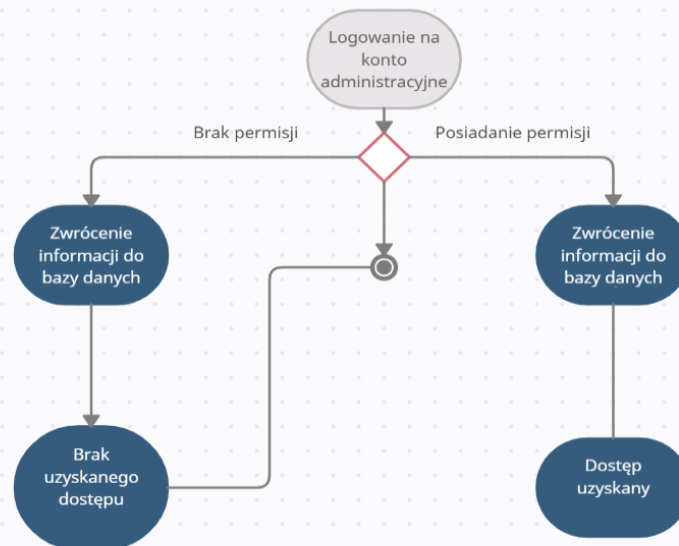 Logowanie na
konto
administracyjne
Brak permisji
Posiadanie permisji
Zwrócenie
informacji do
bazy danych
Zwrócenie
informacji do
bazy danych
Brak
uzyskanego
dostępu
Dostęp
uzyskany